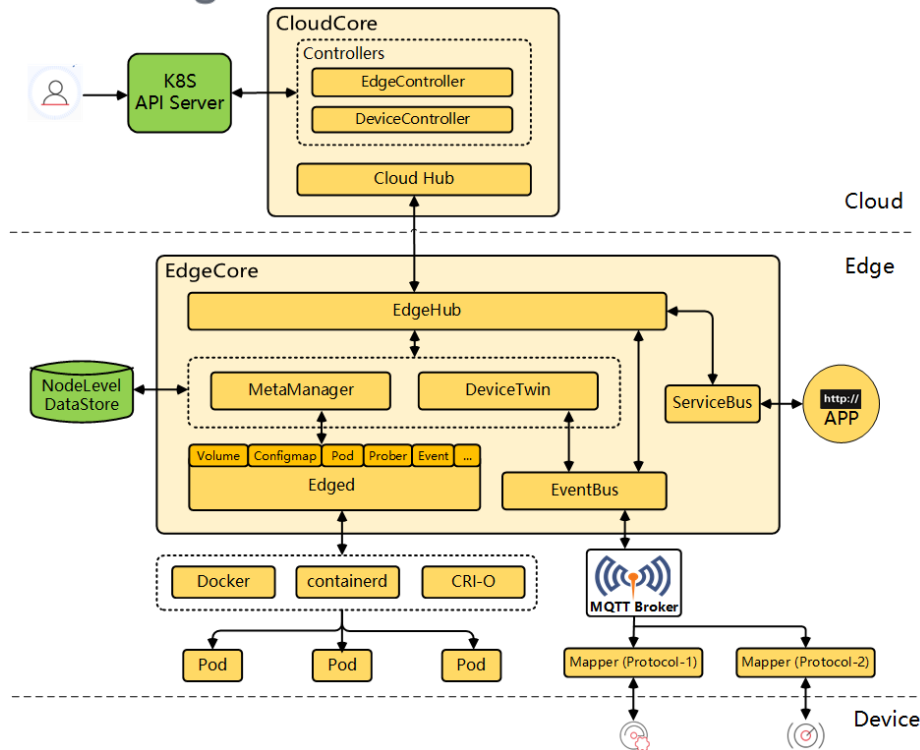 CloudCore
Controllers
EdgeController
DeviceController
K8S
API Server
Cloud Hub
Cloud
EdgeCore
Edge
EdgeHub
NodeLevel
DataStore
MetaManager
DeviceTwin
ServiceBus
http://
APP
Volume
Configmap
Pod
Prober
Event
...
Edged
EventBus
Docker
containerd
CRI-O
MQTT Broker
Pod
Pod
Pod
Mapper (Protocol-1)
Mapper (Protocol-2)
Device